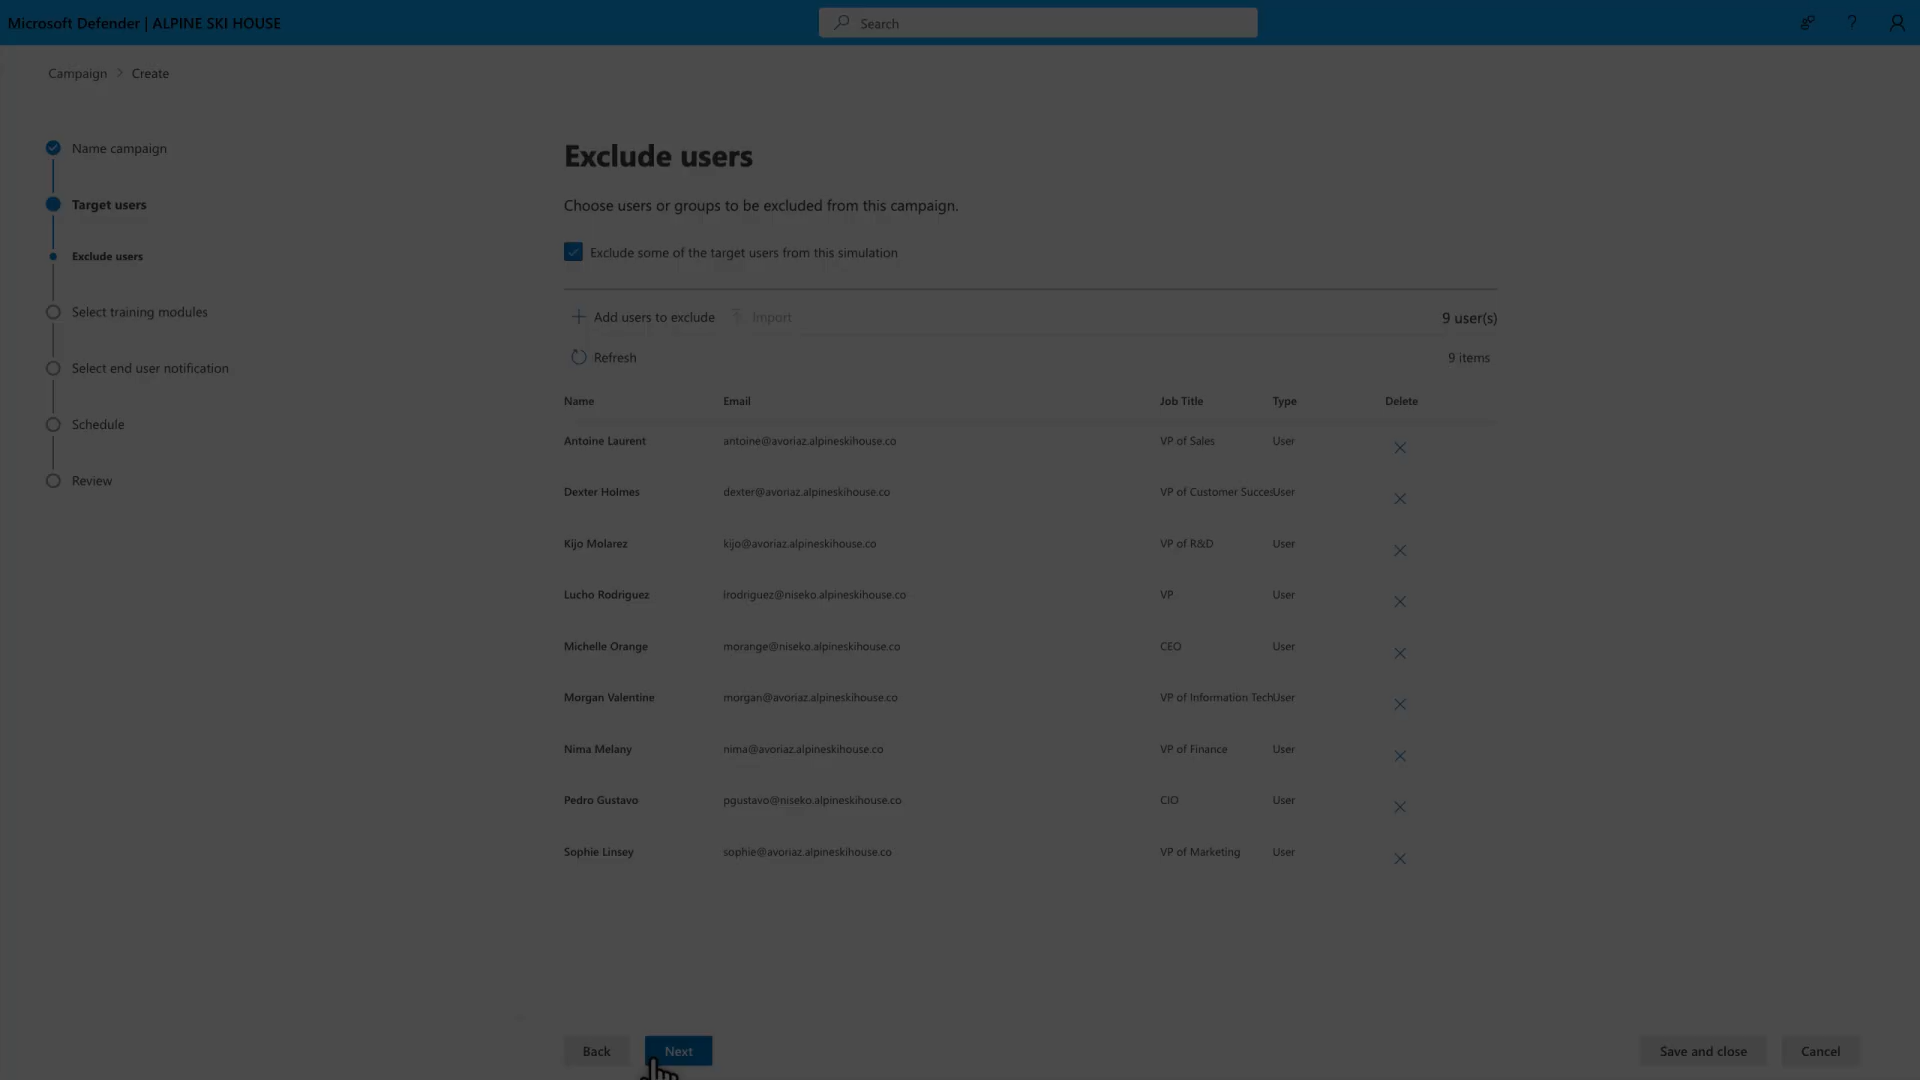 Microsoft Defender | ALPINE SKI HOUSE
Search
?
Campaign > Create
Name campaign
Target users
Exclude users
Select training modules
Select end user notification
Schedule
Review
Exclude users
Choose users or groups to be excluded from this campaign.
Exclude some of the target users from this simulation
Add users to exclude Import 9 user(s)
Refresh 9 items
Name Email Job Title Type Delete
Antoine Laurent antoine@avoriaz.alpineskihouse.co VP of Sales User
Dexter Holmes dexter@avoriaz.alpineskihouse.co VP of Customer Succes User
Kijo Molarez kijo@avoriaz.alpineskihouse.co VP of R&D User
Lucho Rodriguez lrodriguez@niseko.alpineskihouse.co VP User
Michelle Orange morange@niseko.alpineskihouse.co CEO User
Morgan Valentine morgan@avoriaz.alpineskihouse.co VP of Information Tech User
Nima Melany nima@avoriaz.alpineskihouse.co VP of Finance User
Pedro Gustavo pgustavo@niseko.alpineskihouse.co CIO User
Sophie Linsey sophie@avoriaz.alpineskihouse.co VP of Marketing User
Back Next Save and close Cancel